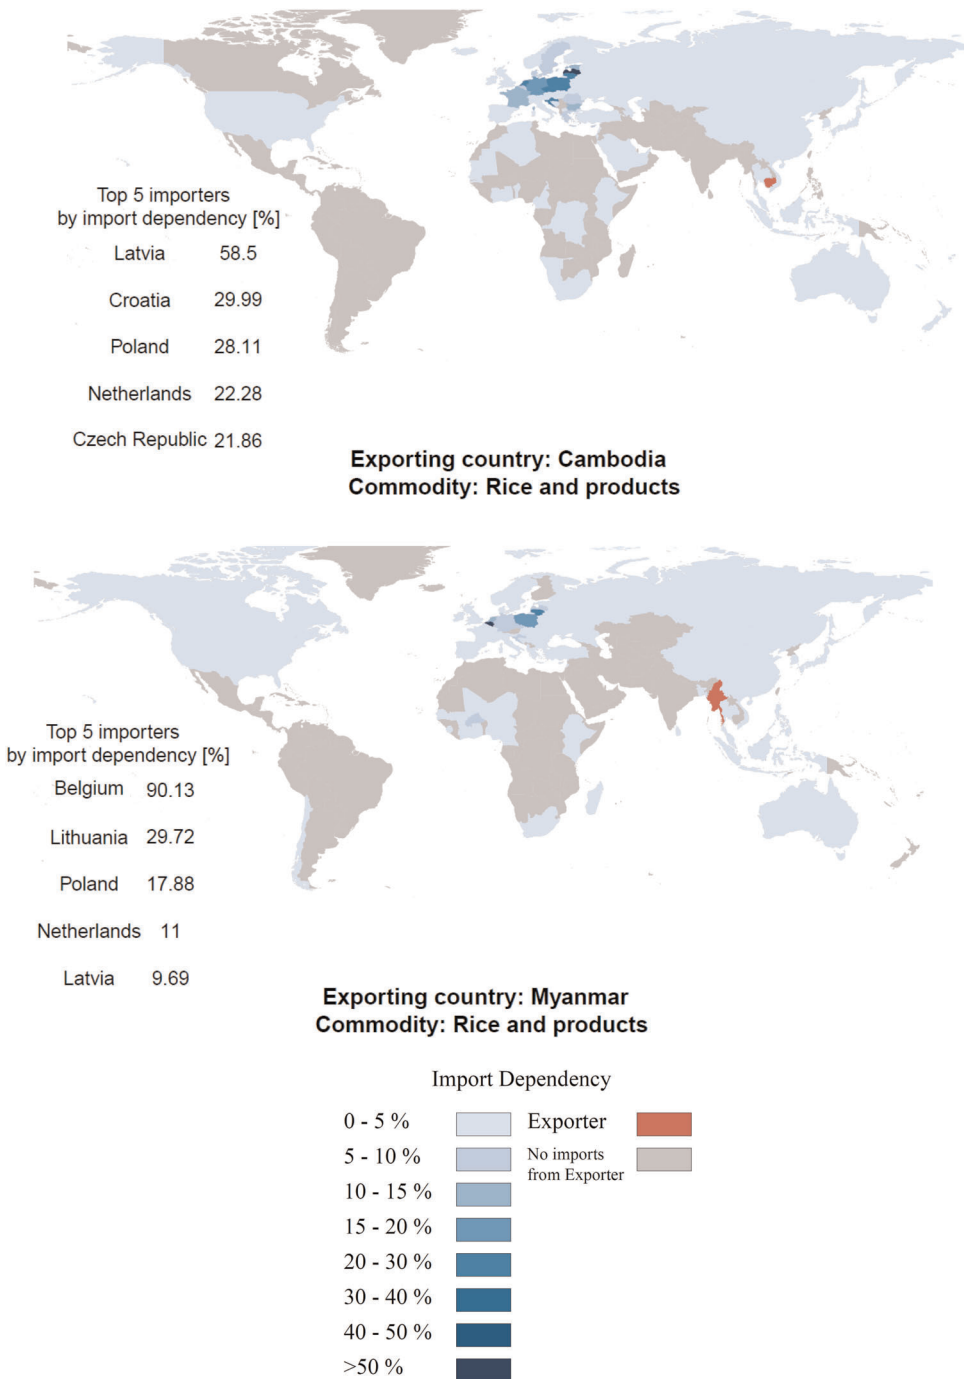 Top 5 importers
by import dependency [%]
Latvia 58.5
Croatia 29.99
Poland 28.11
Netherlands 22.28
Czech Republic 21.86
Exporting country: Cambodia
Commodity: Rice and products
Top 5 importers
by import dependency [%]
Belgium 90.13
Lithuania 29.72
Poland 17.88
Netherlands 11
Latvia 9.69
Exporting country: Myanmar
Commodity: Rice and products
Import Dependency
0 - 5 % Exporter
5 - 10 % No imports
from Exporter
10 - 15 %
15 - 20 %
20 - 30 %
30 - 40 %
40 - 50 %
>50 %